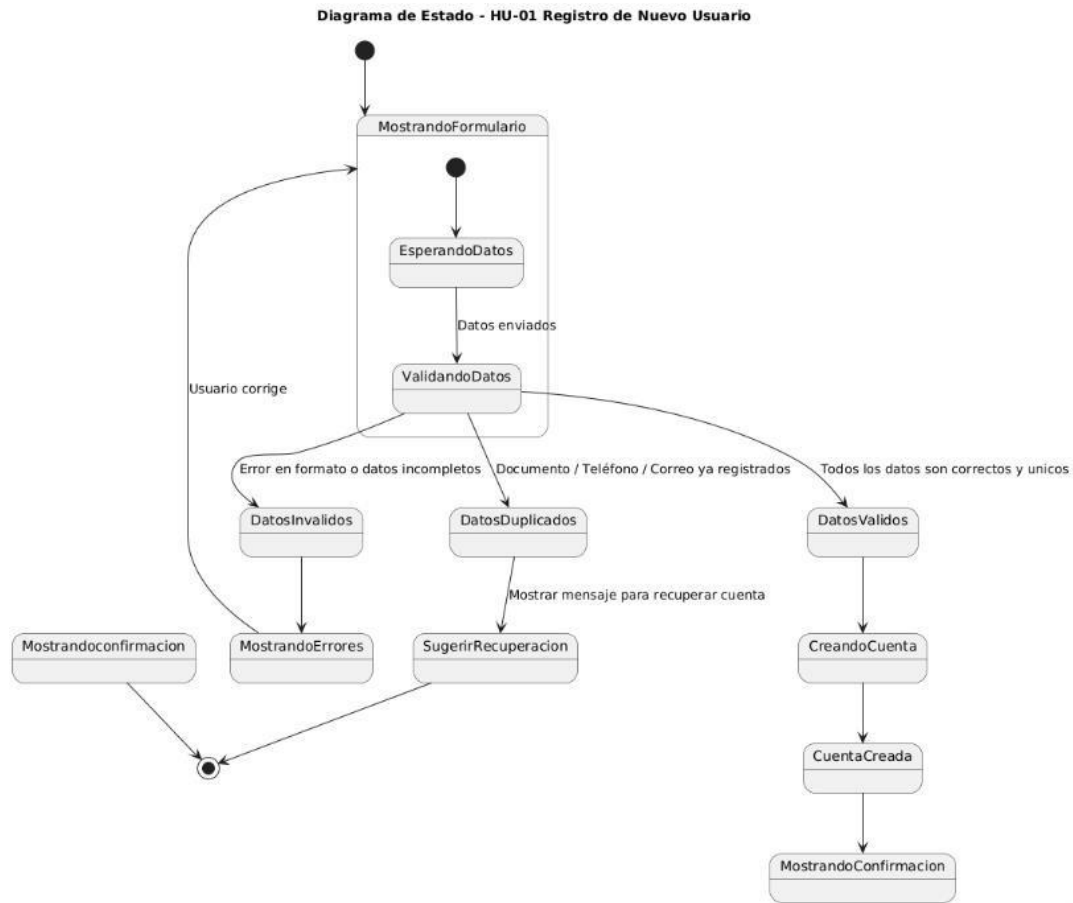 Diagrama de Estado - HU-01 Registro de Nuevo Usuario
MostrandoFormulario
EsperandoDatos
Datos enviados
ValidandoDatos
Usuario corrige
Error en formato o datos incompletos
Documento / Teléfono / Correo ya registrados
Todos los datos son correctos y unicos
DatosInvalidos
DatosDuplicados
DatosValidos
Mostrar mensaje para recuperar cuenta
Mostrandoconfirmacion
MostrandoErrores
SugerirRecuperacion
CreandoCuenta
CuentaCreada
MostrandoConfirmacion